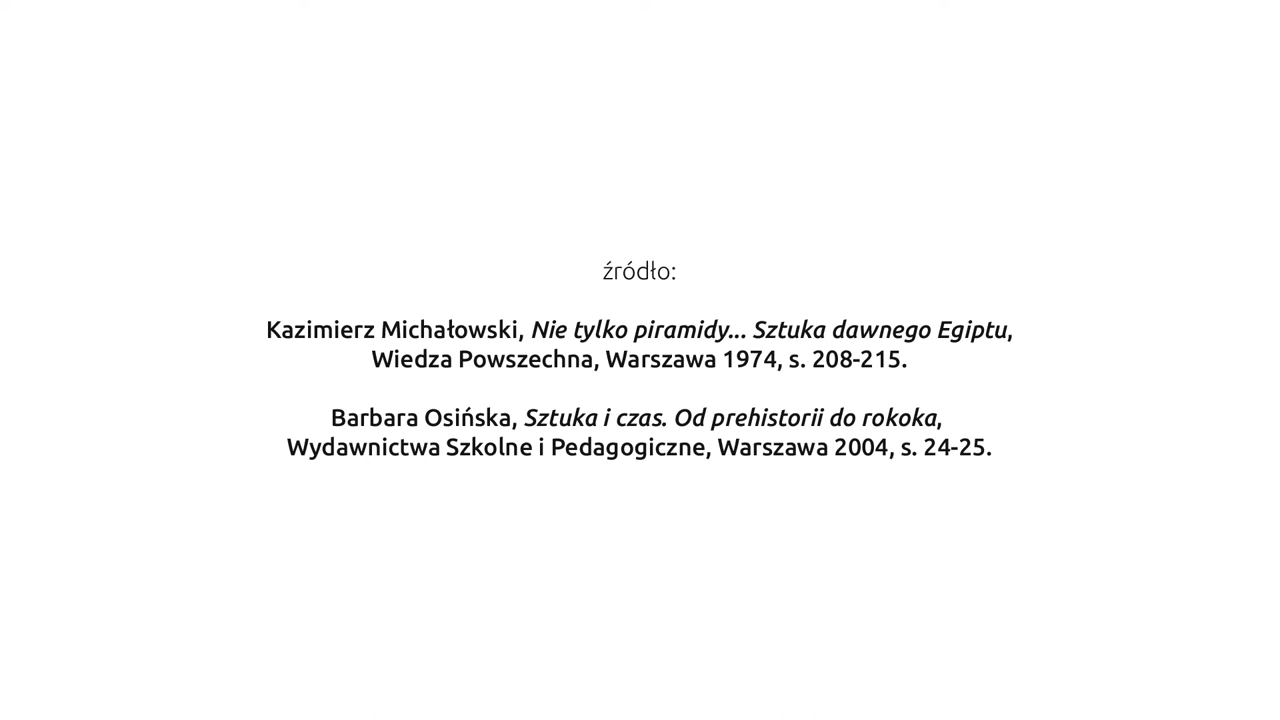 źródło:
Kazimierz Michałowski, Nie tylko piramidy... Sztuka dawnego Egiptu,
Wiedza Powszechna, Warszawa 1974, s. 208-215.
Barbara Osińska, Sztuka i czas. Od prehistorii do rokoka,
Wydawnictwa Szkolne i Pedagogiczne, Warszawa 2004, s. 24-25.